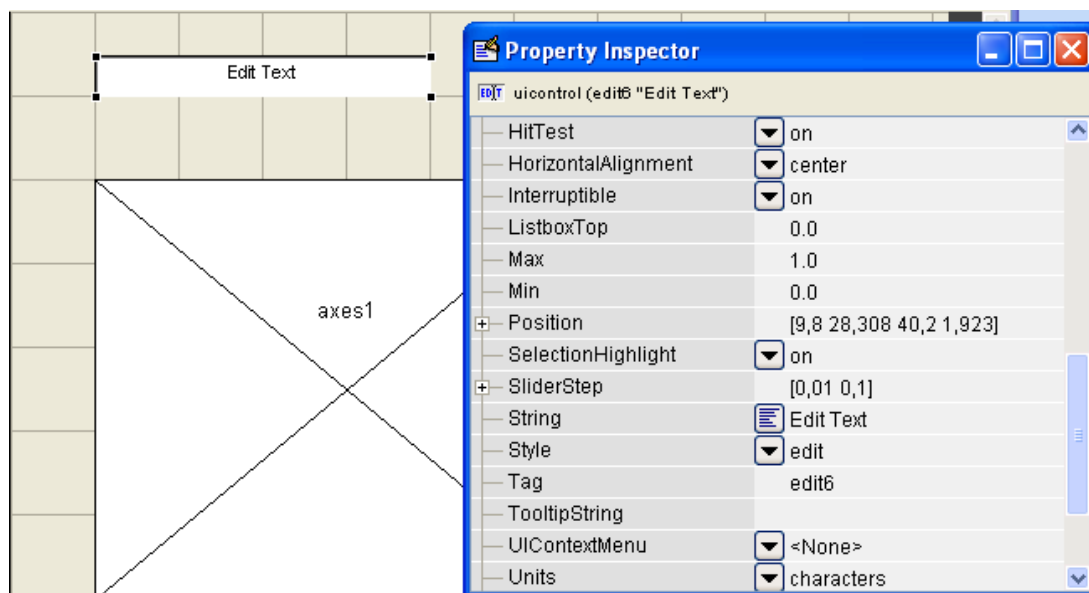 Edit Text
axes1
Property Inspector
uicontrol (edit6 "Edit Text")
HitTest on
HorizontalAlignment center
Interruptible on
ListboxTop 0.0
Max 1.0
Min 0.0
Position [9,8 28,308 40,2 1,923]
SelectionHighlight on
SliderStep [0,01 0,1]
String Edit Text
Style edit
Tag edit6
TooltipString
UIContextMenu <None>
Units characters